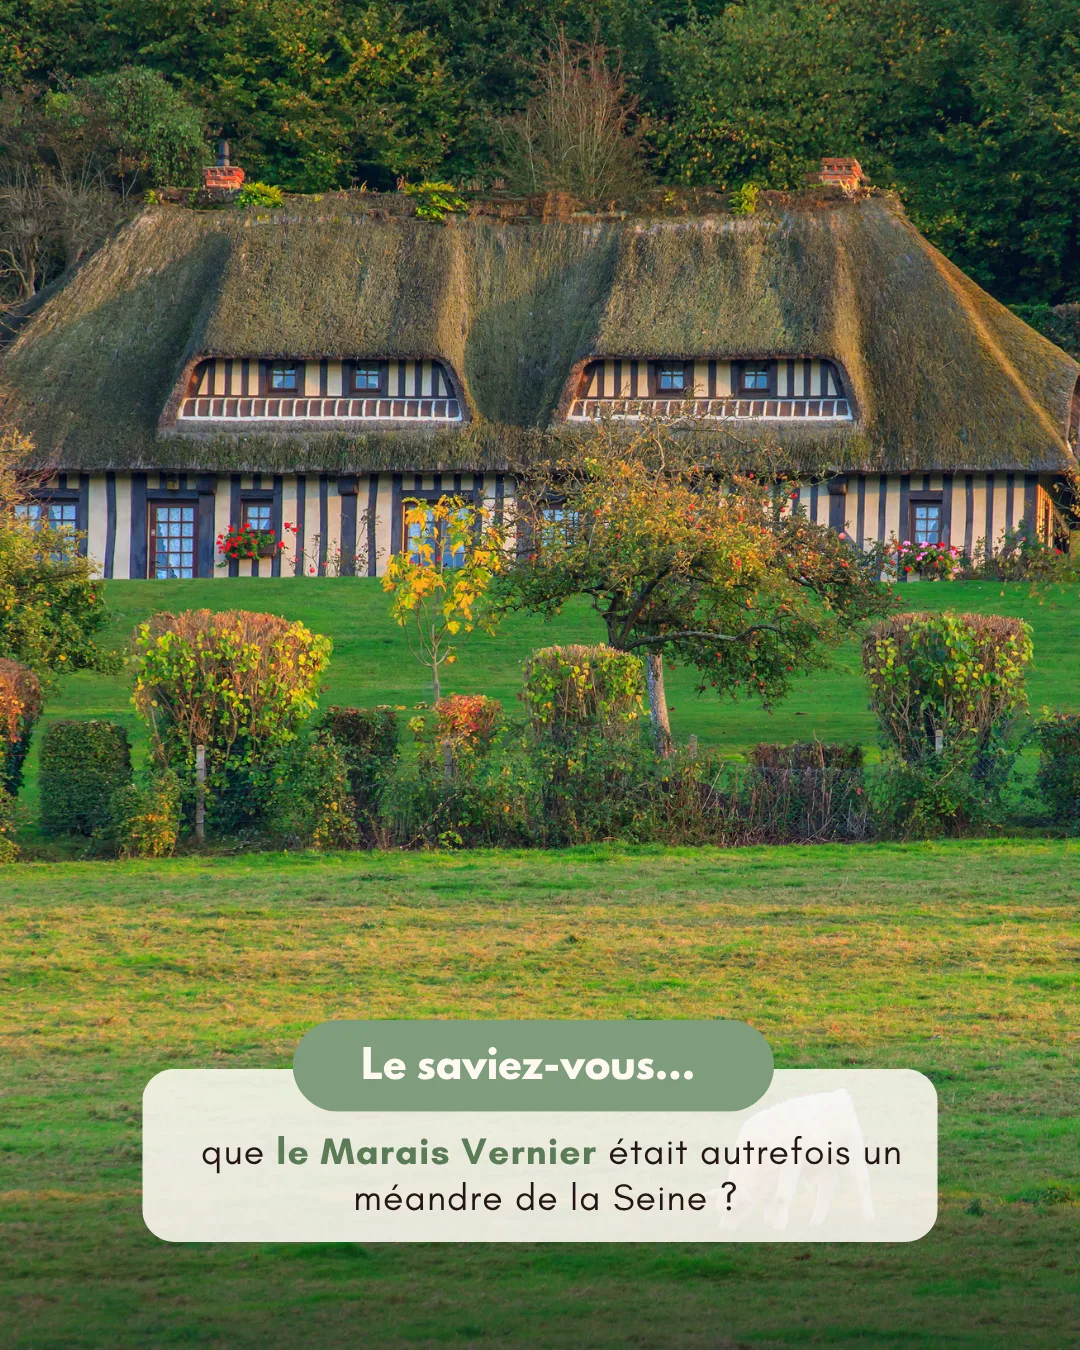 Le saviez-vous...
que le Marais Vernier était autrefois un
méandre de la Seine ?